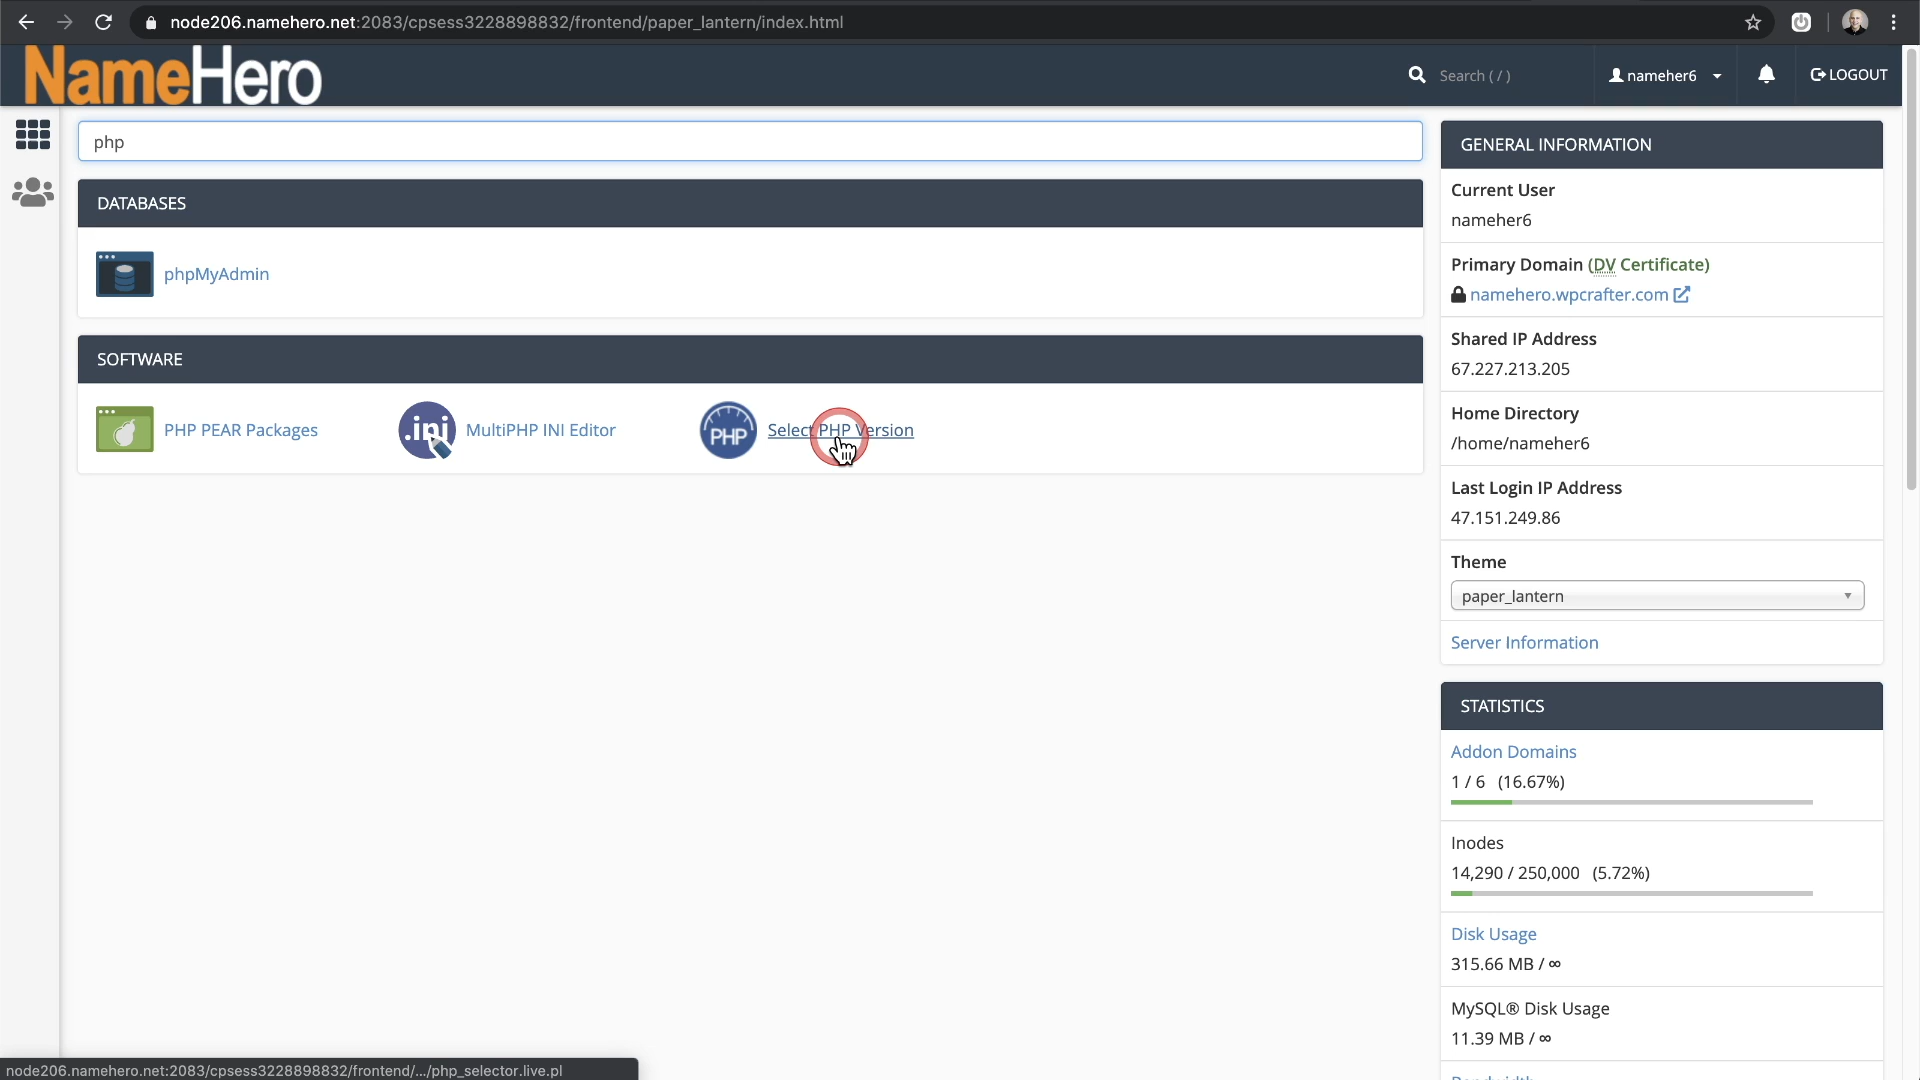 node206.namehero.net:2083/cpsess3228898832/frontend/paper_lantern/index.html
NameHero
Search ( / )
nameher6
LOGOUT
php
DATABASES
phpMyAdmin
SOFTWARE
PHP PEAR Packages
.ini
MultiPHP INI Editor
PHP
Select PHP Version
GENERAL INFORMATION
Current User
nameher6
Primary Domain (DV Certificate)
namehero.wpcrafter.com
Shared IP Address
67.227.213.205
Home Directory
/home/nameher6
Last Login IP Address
47.151.249.86
Theme
paper_lantern
Server Information
STATISTICS
Addon Domains
1 / 6 (16.67%)
Inodes
14,290 / 250,000 (5.72%)
Disk Usage
315.66 MB / ∞
MySQL® Disk Usage
11.39 MB / ∞
node206.namehero.net:2083/cpsess3228898832/frontend/.../php_selector.live.pl